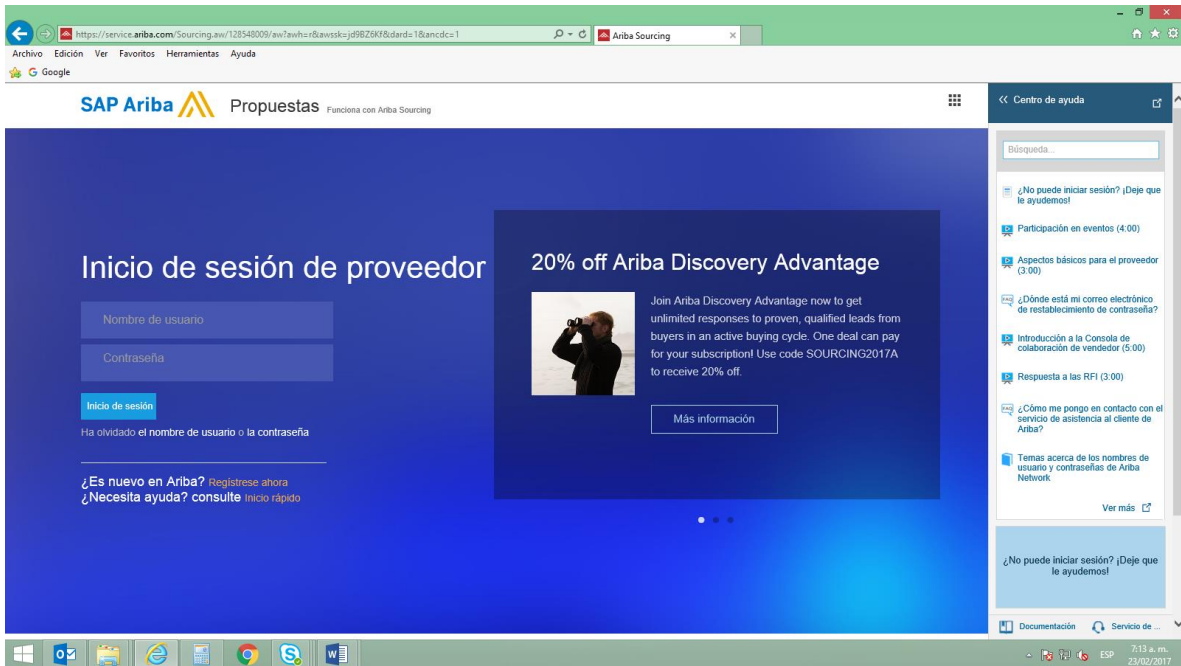 https://service.ariba.com/Sourcing.aw/128548009/aw?awh=r&awssk=jd9BZ6Kf&dard=1&ancdc=1
Ariba Sourcing
Archivo Edición Ver Favoritos Herramientas Ayuda
Google
SAP Ariba
Propuestas Funciona con Ariba Sourcing
Inicio de sesión de proveedor
Nombre de usuario
Contraseña
Inicio de sesión
Ha olvidado el nombre de usuario o la contraseña
¿Es nuevo en Ariba? Regístrese ahora
¿Necesita ayuda? consulte Inicio rápido
20% off Ariba Discovery Advantage
Join Ariba Discovery Advantage now to get
unlimited responses to proven, qualified leads from
buyers in an active buying cycle. One deal can pay
for your subscription! Use code SOURCING2017A
to receive 20% off.
Más información
Centro de ayuda
Búsqueda...
¿No puede iniciar sesión? ¡Deje que
le ayudemos!
Participación en eventos (4:00)
Aspectos básicos para el proveedor
(3:00)
FAQ
¿Dónde está mi correo electrónico
de restablecimiento de contraseña?
Introducción a la Consola de
colaboración de vendedor (5:00)
Respuesta a las RFI (3:00)
FAQ
¿Cómo me pongo en contacto con el
servicio de asistencia al cliente de
Ariba?
Temas acerca de los nombres de
usuario y contraseñas de Ariba
Network
Ver más
¿No puede iniciar sesión? ¡Deje que
le ayudemos!
Documentación
Servicio de ...
ESP
7:13 a. m.
23/02/2017